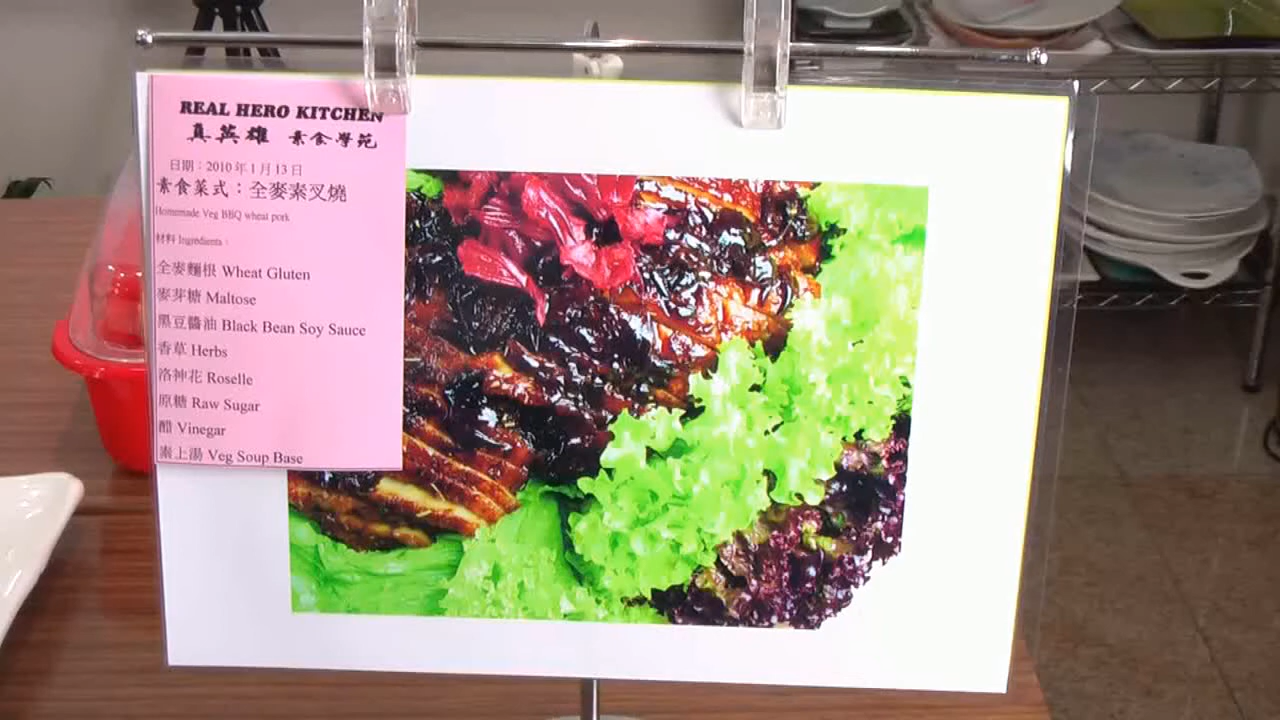 REAL HERO KITCHEN
真英雄 素食學苑
日期：2010年1月13日
素食菜式：全麥素叉燒
Homemade Veg BBQ wheat pork
材料 Ingredients：
全麥麵根 Wheat Gluten
麥芽糖 Maltose
黑豆醬油 Black Bean Soy Sauce
香草 Herbs
洛神花 Roselle
原糖 Raw Sugar
醋 Vinegar
素上湯 Veg Soup Base